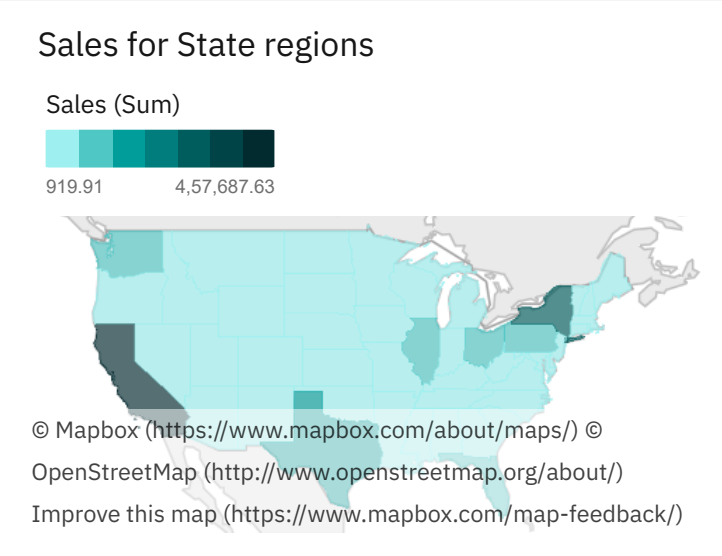 Sales for State regions
Sales (Sum)
919.91 4,57,687.63
© Mapbox (https://www.mapbox.com/about/maps/) ©
OpenStreetMap (http://www.openstreetmap.org/about/)
Improve this map (https://www.mapbox.com/map-feedback/)